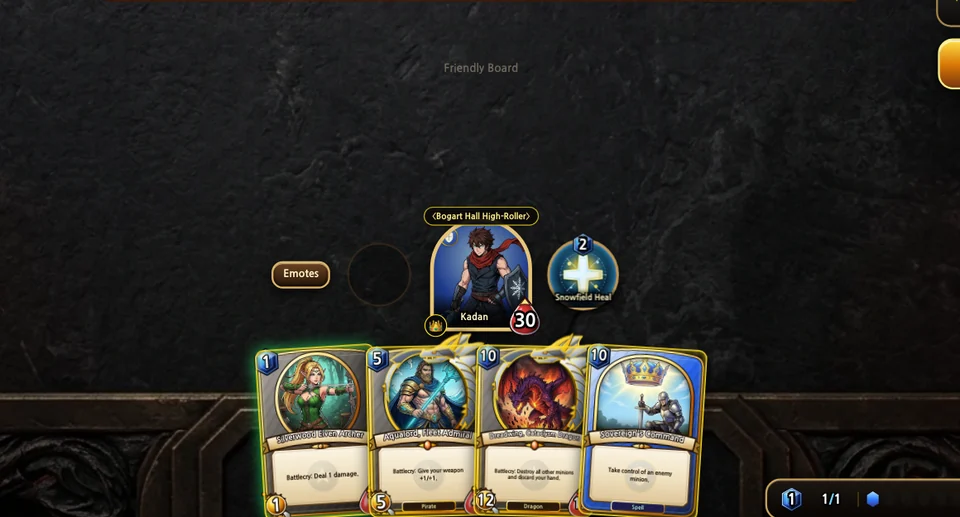 Friendly Board
〈Bogart Hall High-Roller〉
Emotes
2
Snowfield Heal
Kadan
30
1
Silverwood Elven Archer
Battlecry: Deal 1 damage.
1
5
Aqualord, Fleet Admiral
Battlecry: Give your weapon
+1/+1.
5
Pirate
10
Dreadwing, Cataclysm Dragon
Battlecry: Destroy all other minions
and discard your hand.
12
Dragon
10
Sovereign's Command
Take control of an enemy
minion.
Spell
1
1/1